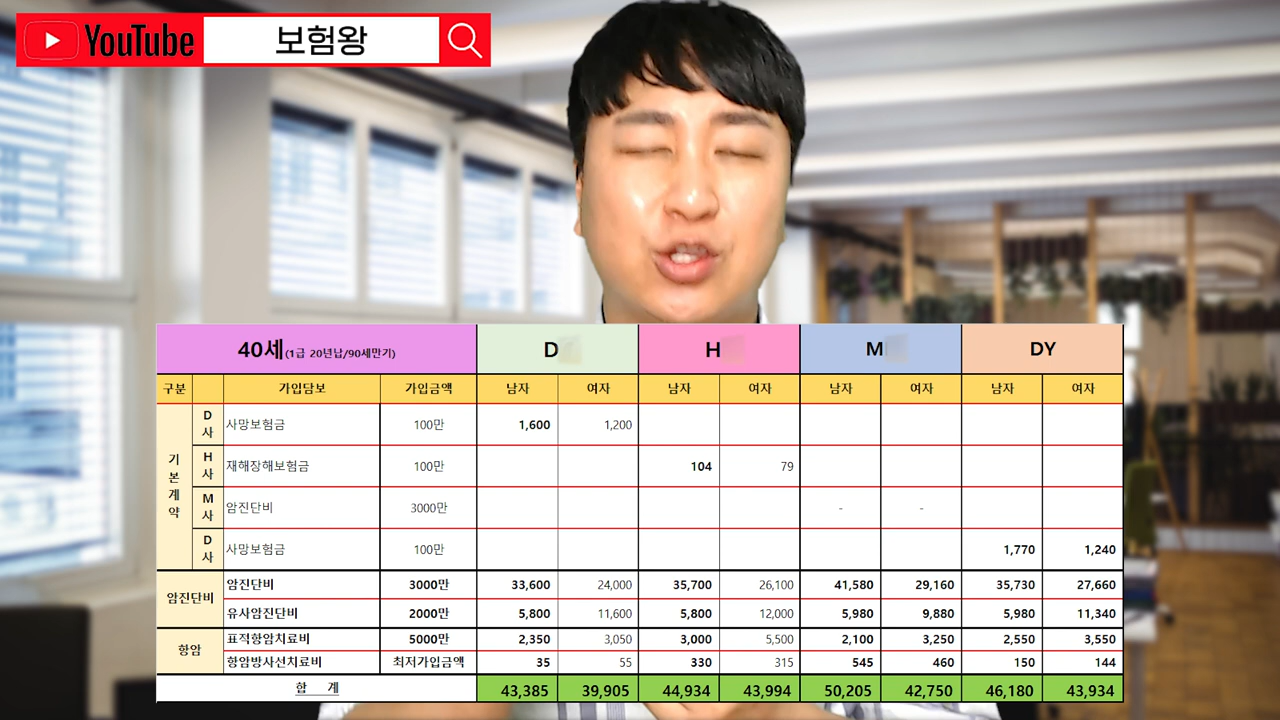 YouTube 보험왕
40세(1급 20년납/90세만기) D H M DY
구분 가입담보 가입금액 남자 여자 남자 여자 남자 여자 남자 여자
기본계약
D사 사망보험금 100만 1,600 1,200
H사 재해장해보험금 100만 104 79
M사 암진단비 3000만 - -
D사 사망보험금 100만 1,770 1,240
암진단비 암진단비 3000만 33,600 24,000 35,700 26,100 41,580 29,160 35,730 27,660
유사암진단비 2000만 5,800 11,600 5,800 12,000 5,980 9,880 5,980 11,340
항암 표적항암치료비 5000만 2,350 3,050 3,000 5,500 2,100 3,250 2,550 3,550
항암방사선치료비 최저가입금액 35 55 330 315 545 460 150 144
합 계 43,385 39,905 44,934 43,994 50,205 42,750 46,180 43,934